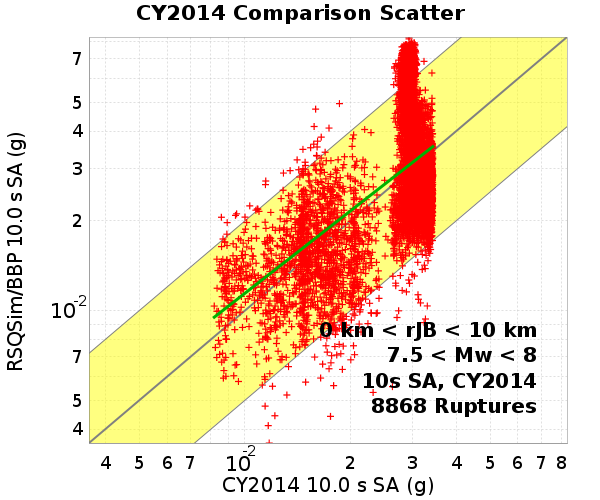 CY2014 Comparison Scatter
RSQSim/BBP 10.0 s SA (g)
7
5
4
3
2
10-2
7
5
4
0 km < rJB < 10 km
7.5 < Mw < 8
10s SA, CY2014
8868 Ruptures
4 5 6 7 10-2 2 3 4 5 6 7 8
CY2014 10.0 s SA (g)